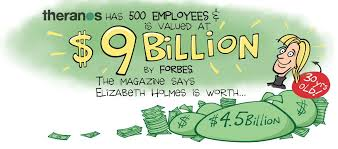 theranos HAS 500 EMPLOYEES &
IS VALUED AT
$9 BILLION
BY FORBES.
THE MAGAZINE SAYS
ELIZABETH HOLMES IS WORTH...
30 YRS
OLD!
$4.5 BILLION